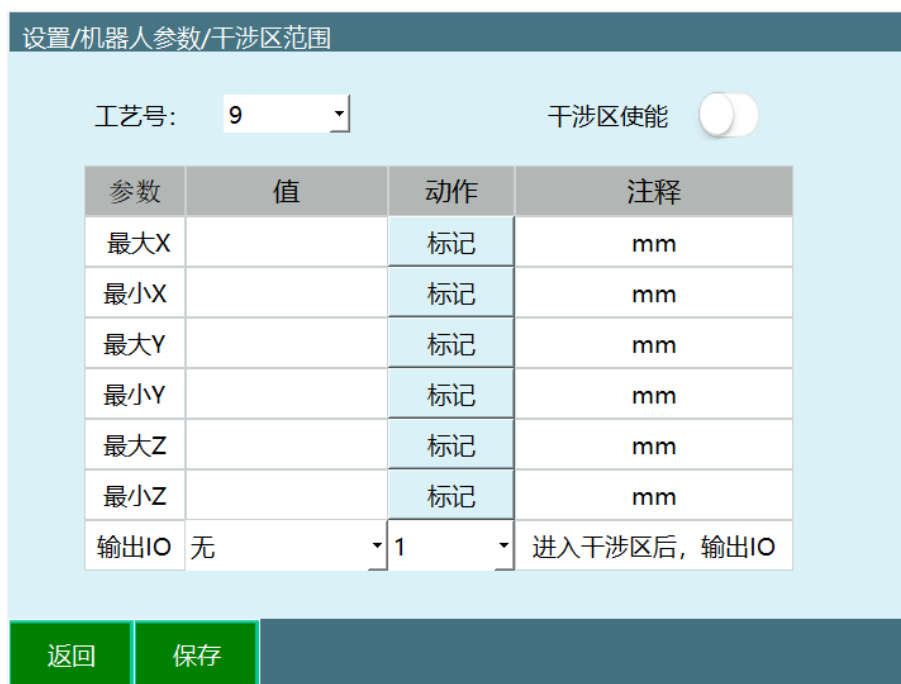 设置/机器人参数/干涉区范围
工艺号: 9 干涉区使能
参数 值 动作 注释
最大X 标记 mm
最小X 标记 mm
最大Y 标记 mm
最小Y 标记 mm
最大Z 标记 mm
最小Z 标记 mm
输出IO 无 1 进入干涉区后，输出IO
返回 保存